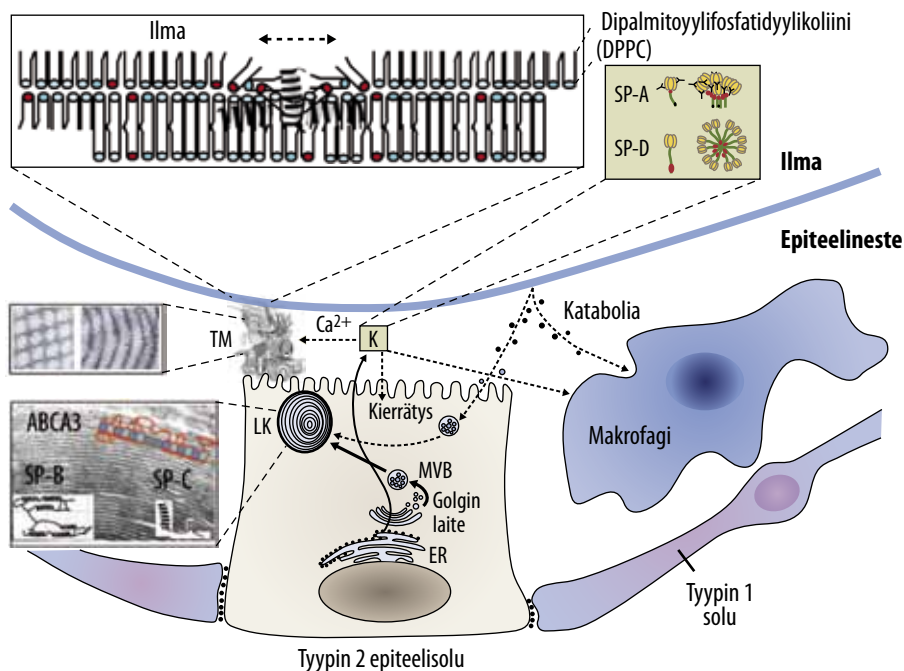 Ilma
Dipalmitoyylifosfatidyylikoliini
(DPPC)
SP-A
SP-D
Ilma
Epiteelineste
TM
Ca2+
K
Katabolia
Kierrätys
LK
Makrofagi
ABCA3
SP-B
SP-C
MVB
Golgin
laite
ER
Tyypin 1
solu
Tyypin 2 epiteelisolu